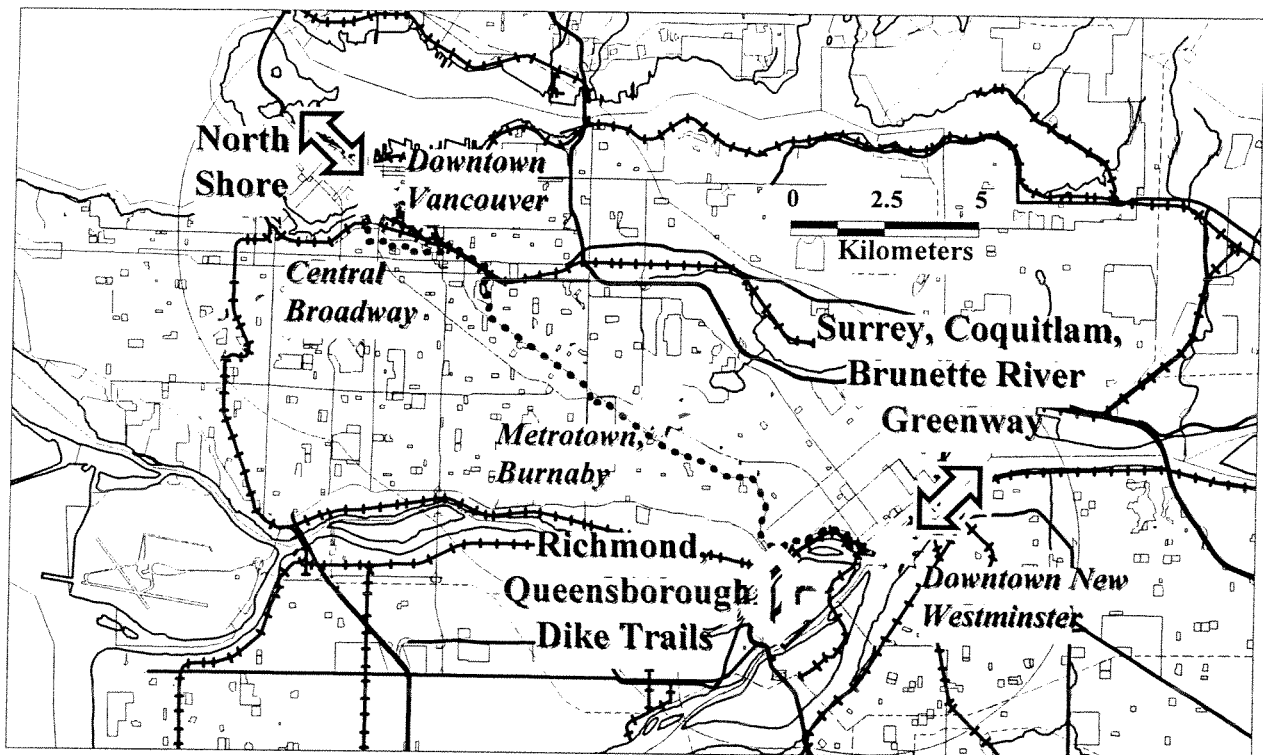 North
Shore
Downtown
Vancouver
0 2.5 5
Kilometers
Central
Broadway
Surrey, Coquitlam,
Brunette River
Greenway
Metrotown,
Burnaby
Richmond,
Queensborough
Dike Trails
Downtown New
Westminster